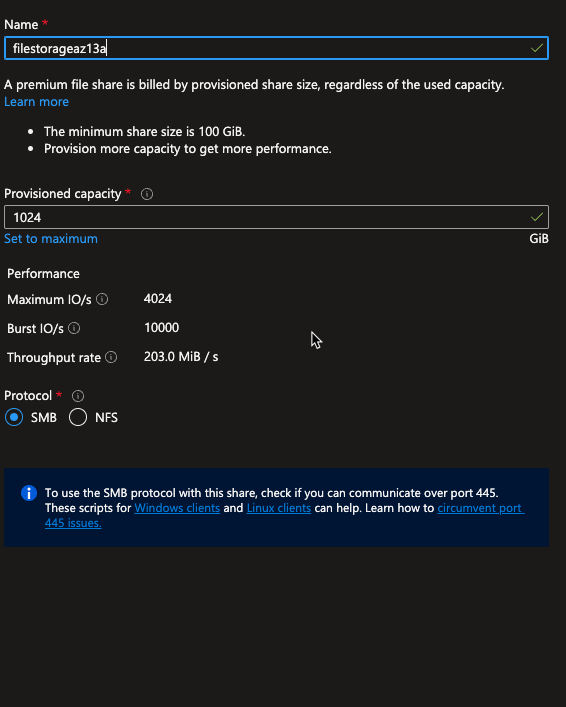 Name *
filestorageaz13a
A premium file share is billed by provisioned share size, regardless of the used capacity.
Learn more
• The minimum share size is 100 GiB.
• Provision more capacity to get more performance.
Provisioned capacity *
1024
Set to maximum GiB
Performance
Maximum IO/s 4024
Burst IO/s 10000
Throughput rate 203.0 MiB / s
Protocol *
SMB NFS
To use the SMB protocol with this share, check if you can communicate over port 445.
These scripts for Windows clients and Linux clients can help. Learn how to circumvent port
445 issues.